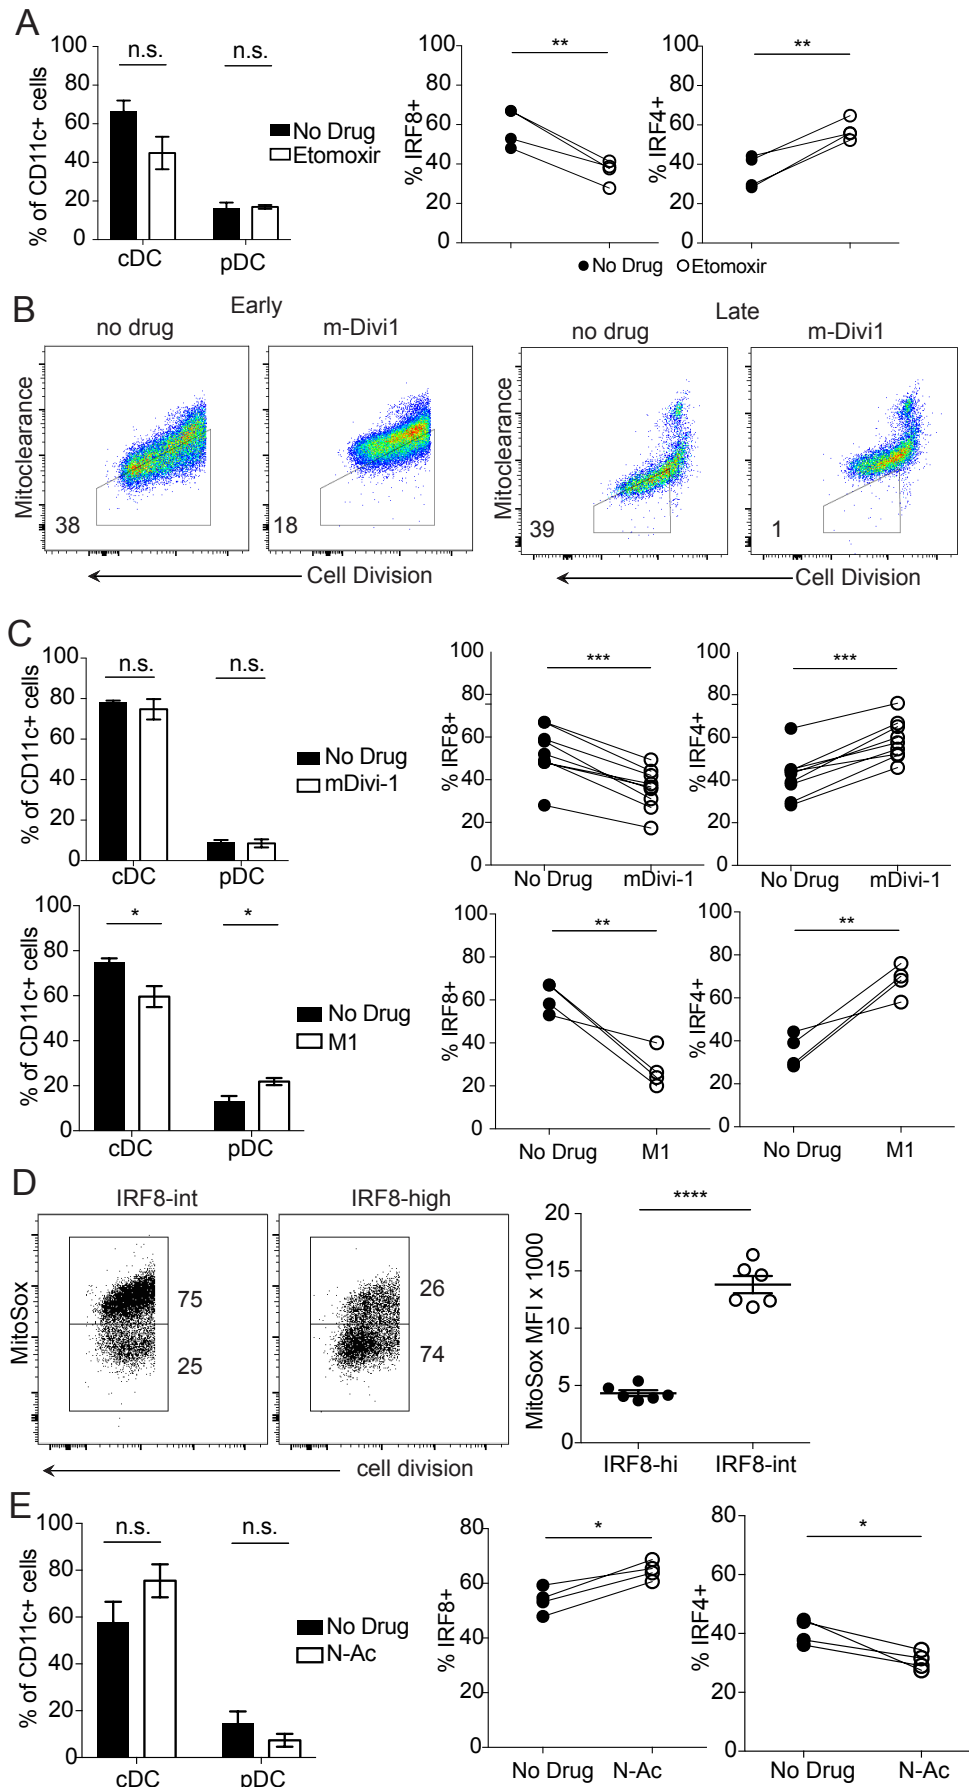 A
% of CD11c+ cells
100
80
60
40
20
0
n.s.
n.s.
cDC
pDC
No Drug
Etomoxir
% IRF8+
100
80
60
40
20
0
**
% IRF4+
100
80
60
40
20
0
**
No Drug
Etomoxir
B
Early
no drug
m-Divi1
Mitoclearance
38
18
Cell Division
Late
no drug
m-Divi1
Mitoclearance
39
1
Cell Division
C
% of CD11c+ cells
100
80
60
40
20
0
n.s.
n.s.
cDC
pDC
No Drug
mDivi-1
% IRF8+
100
80
60
40
20
0
***
No Drug
mDivi-1
% IRF4+
100
80
60
40
20
0
***
No Drug
mDivi-1
% of CD11c+ cells
100
80
60
40
20
0
*
*
cDC
pDC
No Drug
M1
% IRF8+
100
80
60
40
20
0
**
No Drug
M1
% IRF4+
100
80
60
40
20
0
**
No Drug
M1
D
IRF8-int
IRF8-high
MitoSox
75
25
26
74
cell division
MitoSox MFI x 1000
20
15
10
5
0
****
IRF8-hi
IRF8-int
E
% of CD11c+ cells
100
80
60
40
20
0
n.s.
n.s.
cDC
pDC
No Drug
N-Ac
% IRF8+
80
60
40
20
0
*
No Drug
N-Ac
% IRF4+
80
60
40
20
0
*
No Drug
N-Ac